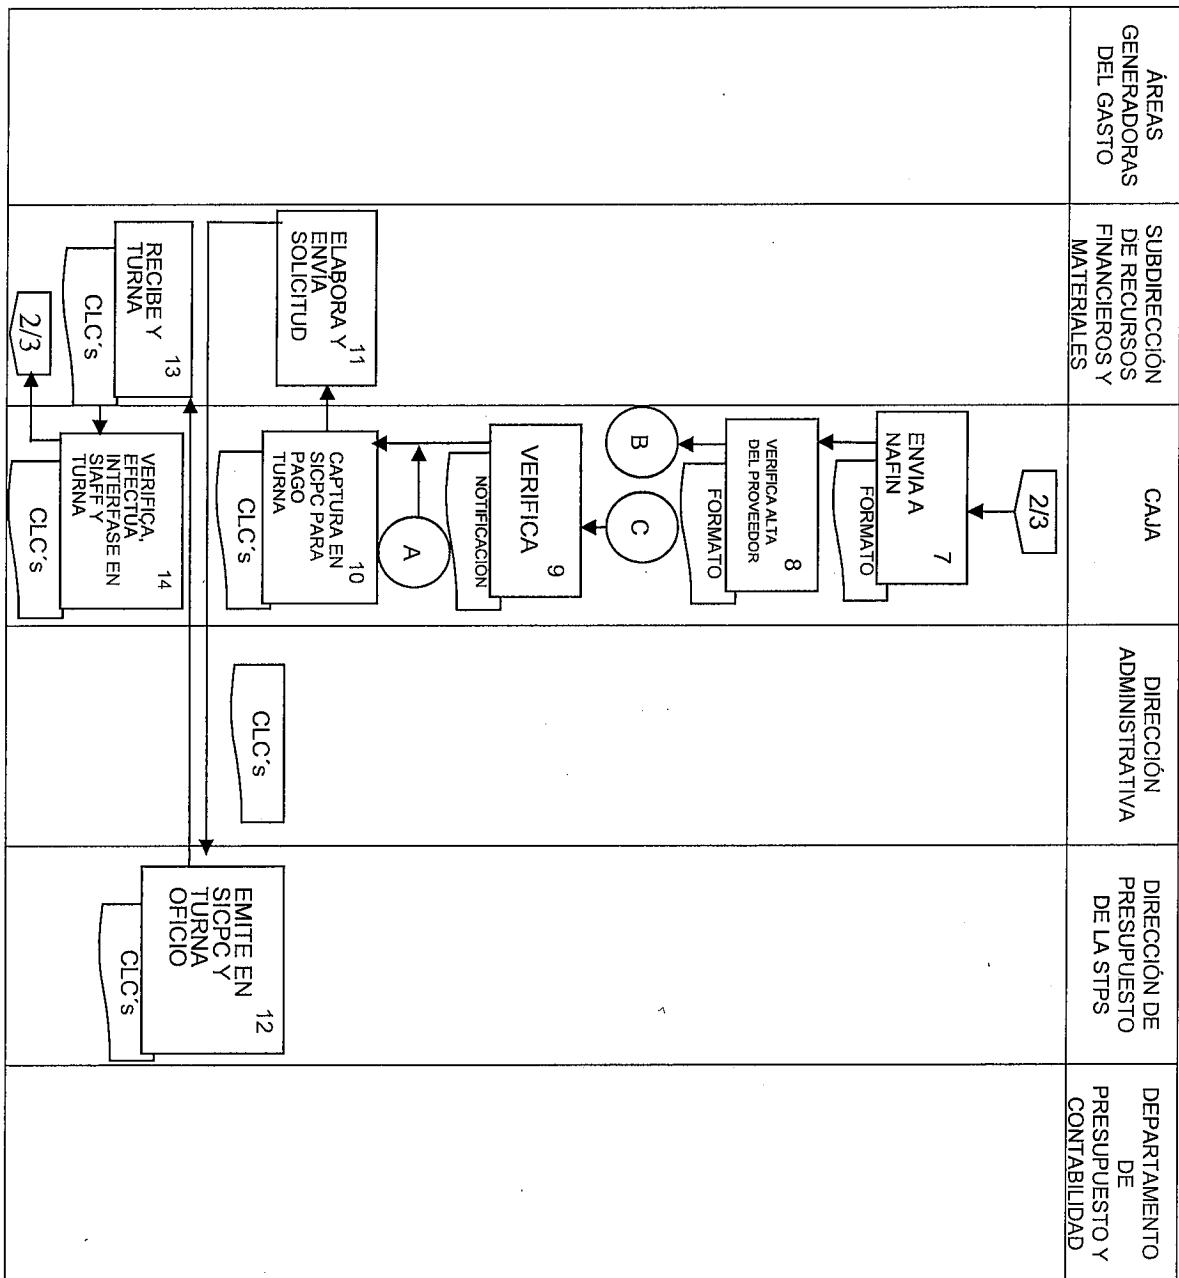 ÁREAS
GENERADORAS
DEL GASTO
SUBDIRECCIÓN
DE RECURSOS
FINANCIEROS Y
MATERIALES
CAJA
DIRECCIÓN
ADMINISTRATIVA
DIRECCIÓN DE
PRESUPUESTO
DE LA STPS
DEPARTAMENTO
DE
PRESUPUESTO Y
CONTABILIDAD
2/3
7
ENVIA A
NAFIN
FORMATO
8
VERIFICA ALTA
DEL PROVEEDOR
FORMATO
B
C
9
VERIFICA
NOTIFICACIÓN
A
10
CAPTURA EN
SICPC PARA
PAGO
TURNA
CLC´s
11
ELABORA Y
ENVÍA
SOLICITUD
CLC´s
12
EMITE EN
SICPC Y
TURNA
OFICIO
CLC´s
13
RECIBE Y
TURNA
CLC´s
14
VERIFICA,
EFECTUA
INTERFASE EN
SIAFF Y
TURNA
CLC´s
2/3